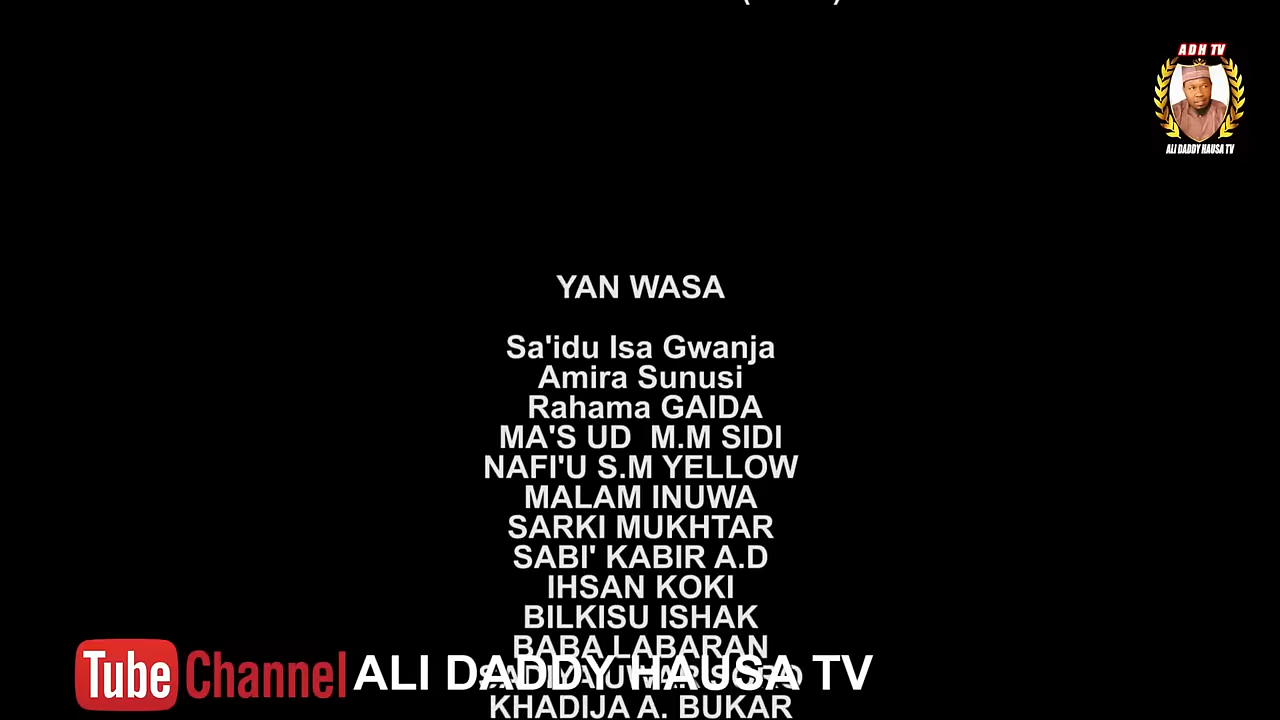 ADH TV
ALI DADDY HAUSA TV
YAN WASA
Sa'idu Isa Gwanja
Amira Sunusi
Rahama GAIDA
MA'S UD  M.M SIDI
NAFI'U S.M YELLOW
MALAM INUWA
SARKI MUKHTAR
SABI' KABIR A.D
IHSAN KOKI
BILKISU ISHAK
BABA LABARAN
Tube Channel ALI DADDY HAUSA TV
KHADIJA A. BUKAR